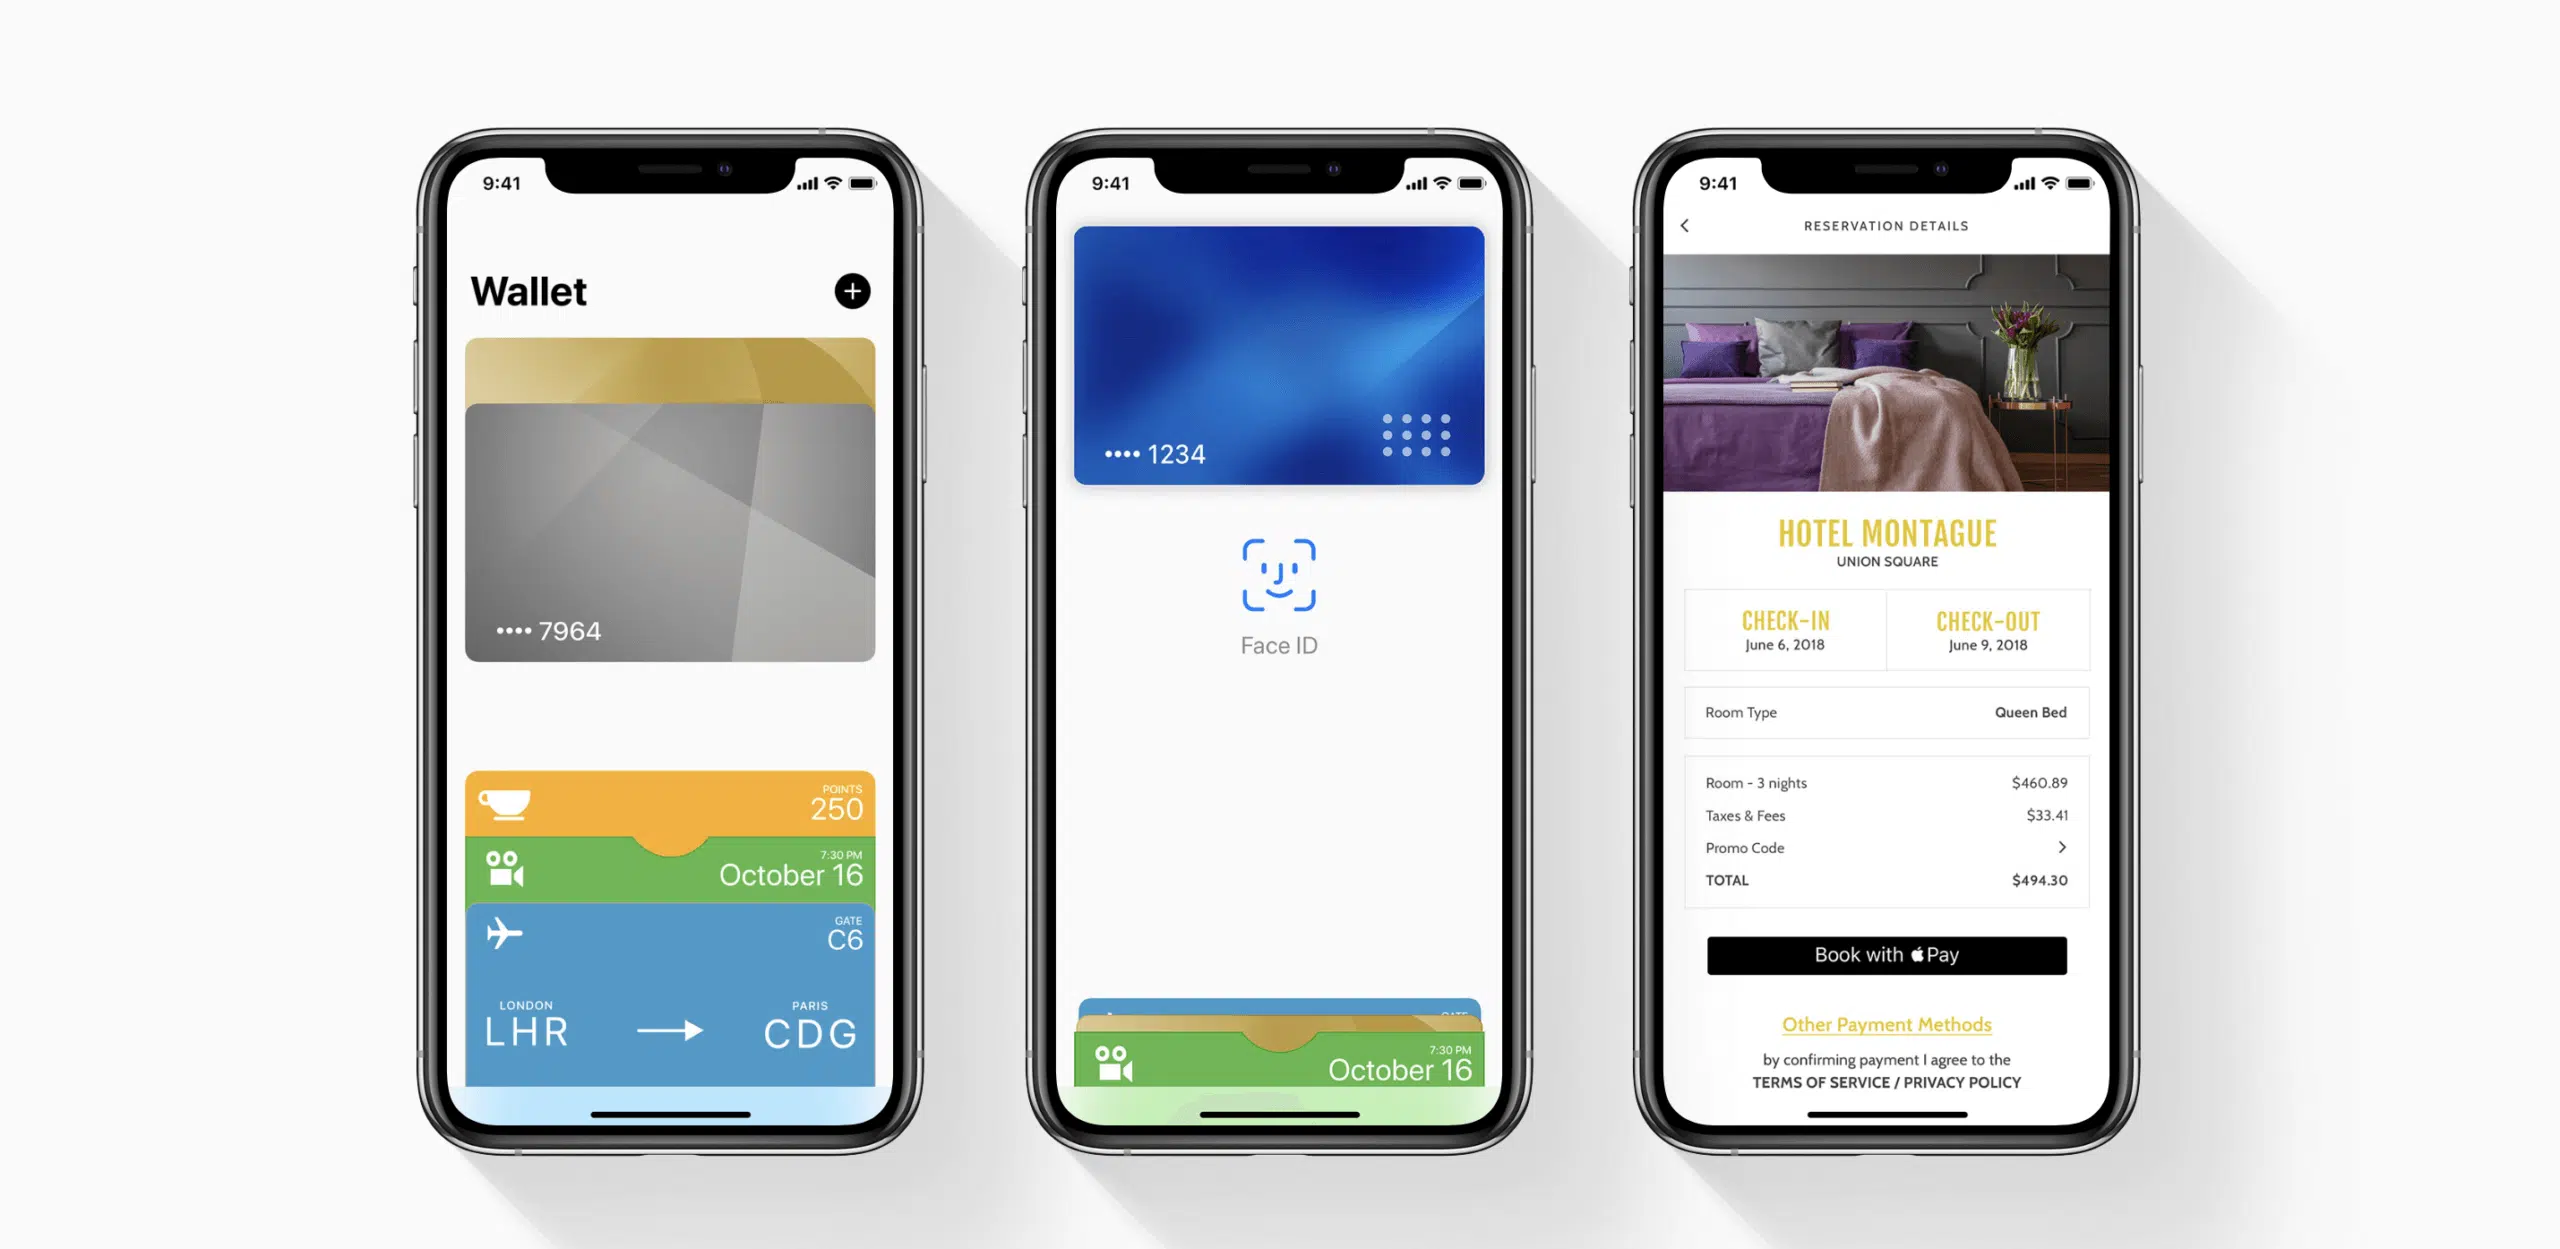 9:41
Wallet
•••• 7964
POINTS
250
7:30 PM
October 16
GATE
C6
LONDON
LHR
PARIS
CDG
9:41
•••• 1234
Face ID
GATE
7:30 PM
October 16
9:41
RESERVATION DETAILS
HOTEL MONTAGUE
UNION SQUARE
CHECK-IN
June 6, 2018
CHECK-OUT
June 9, 2018
Room Type Queen Bed
Room - 3 nights $460.89
Taxes & Fees $33.41
Promo Code
TOTAL $494.30
Book with Pay
Other Payment Methods
by confirming payment I agree to the
TERMS OF SERVICE / PRIVACY POLICY